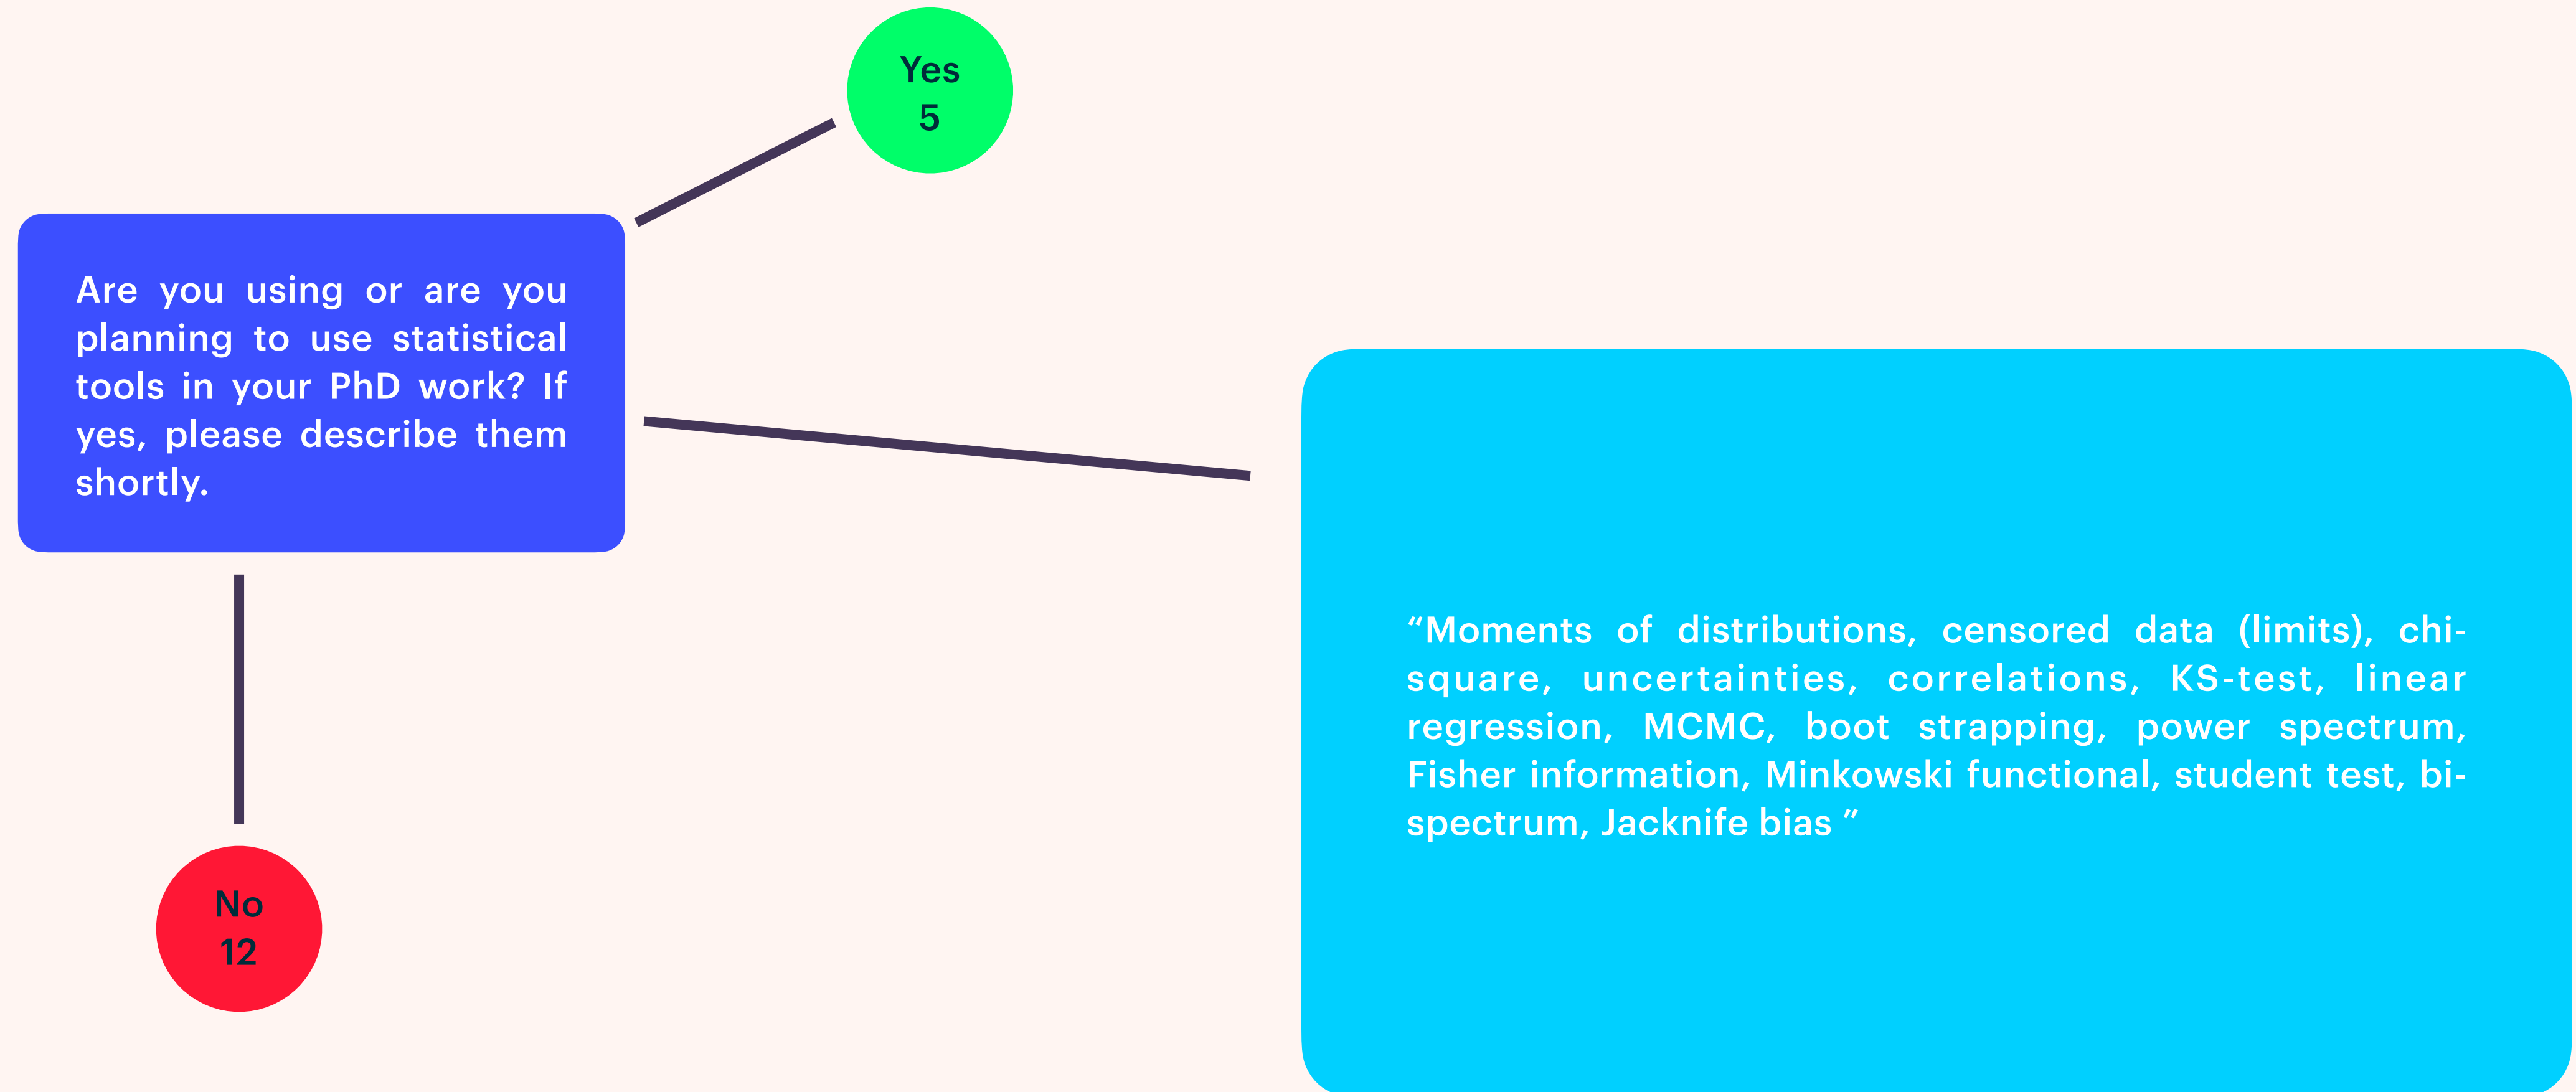 Yes
5
Are you using or are you
planning to use statistical
tools in your PhD work? If
yes, please describe them
shortly.
“Moments of distributions, censored data (limits), chi-
square, uncertainties, correlations, KS-test, linear
regression, MCMC, boot strapping, power spectrum,
Fisher information, Minkowski functional, student test, bi-
spectrum, Jacknife bias ”
No
12